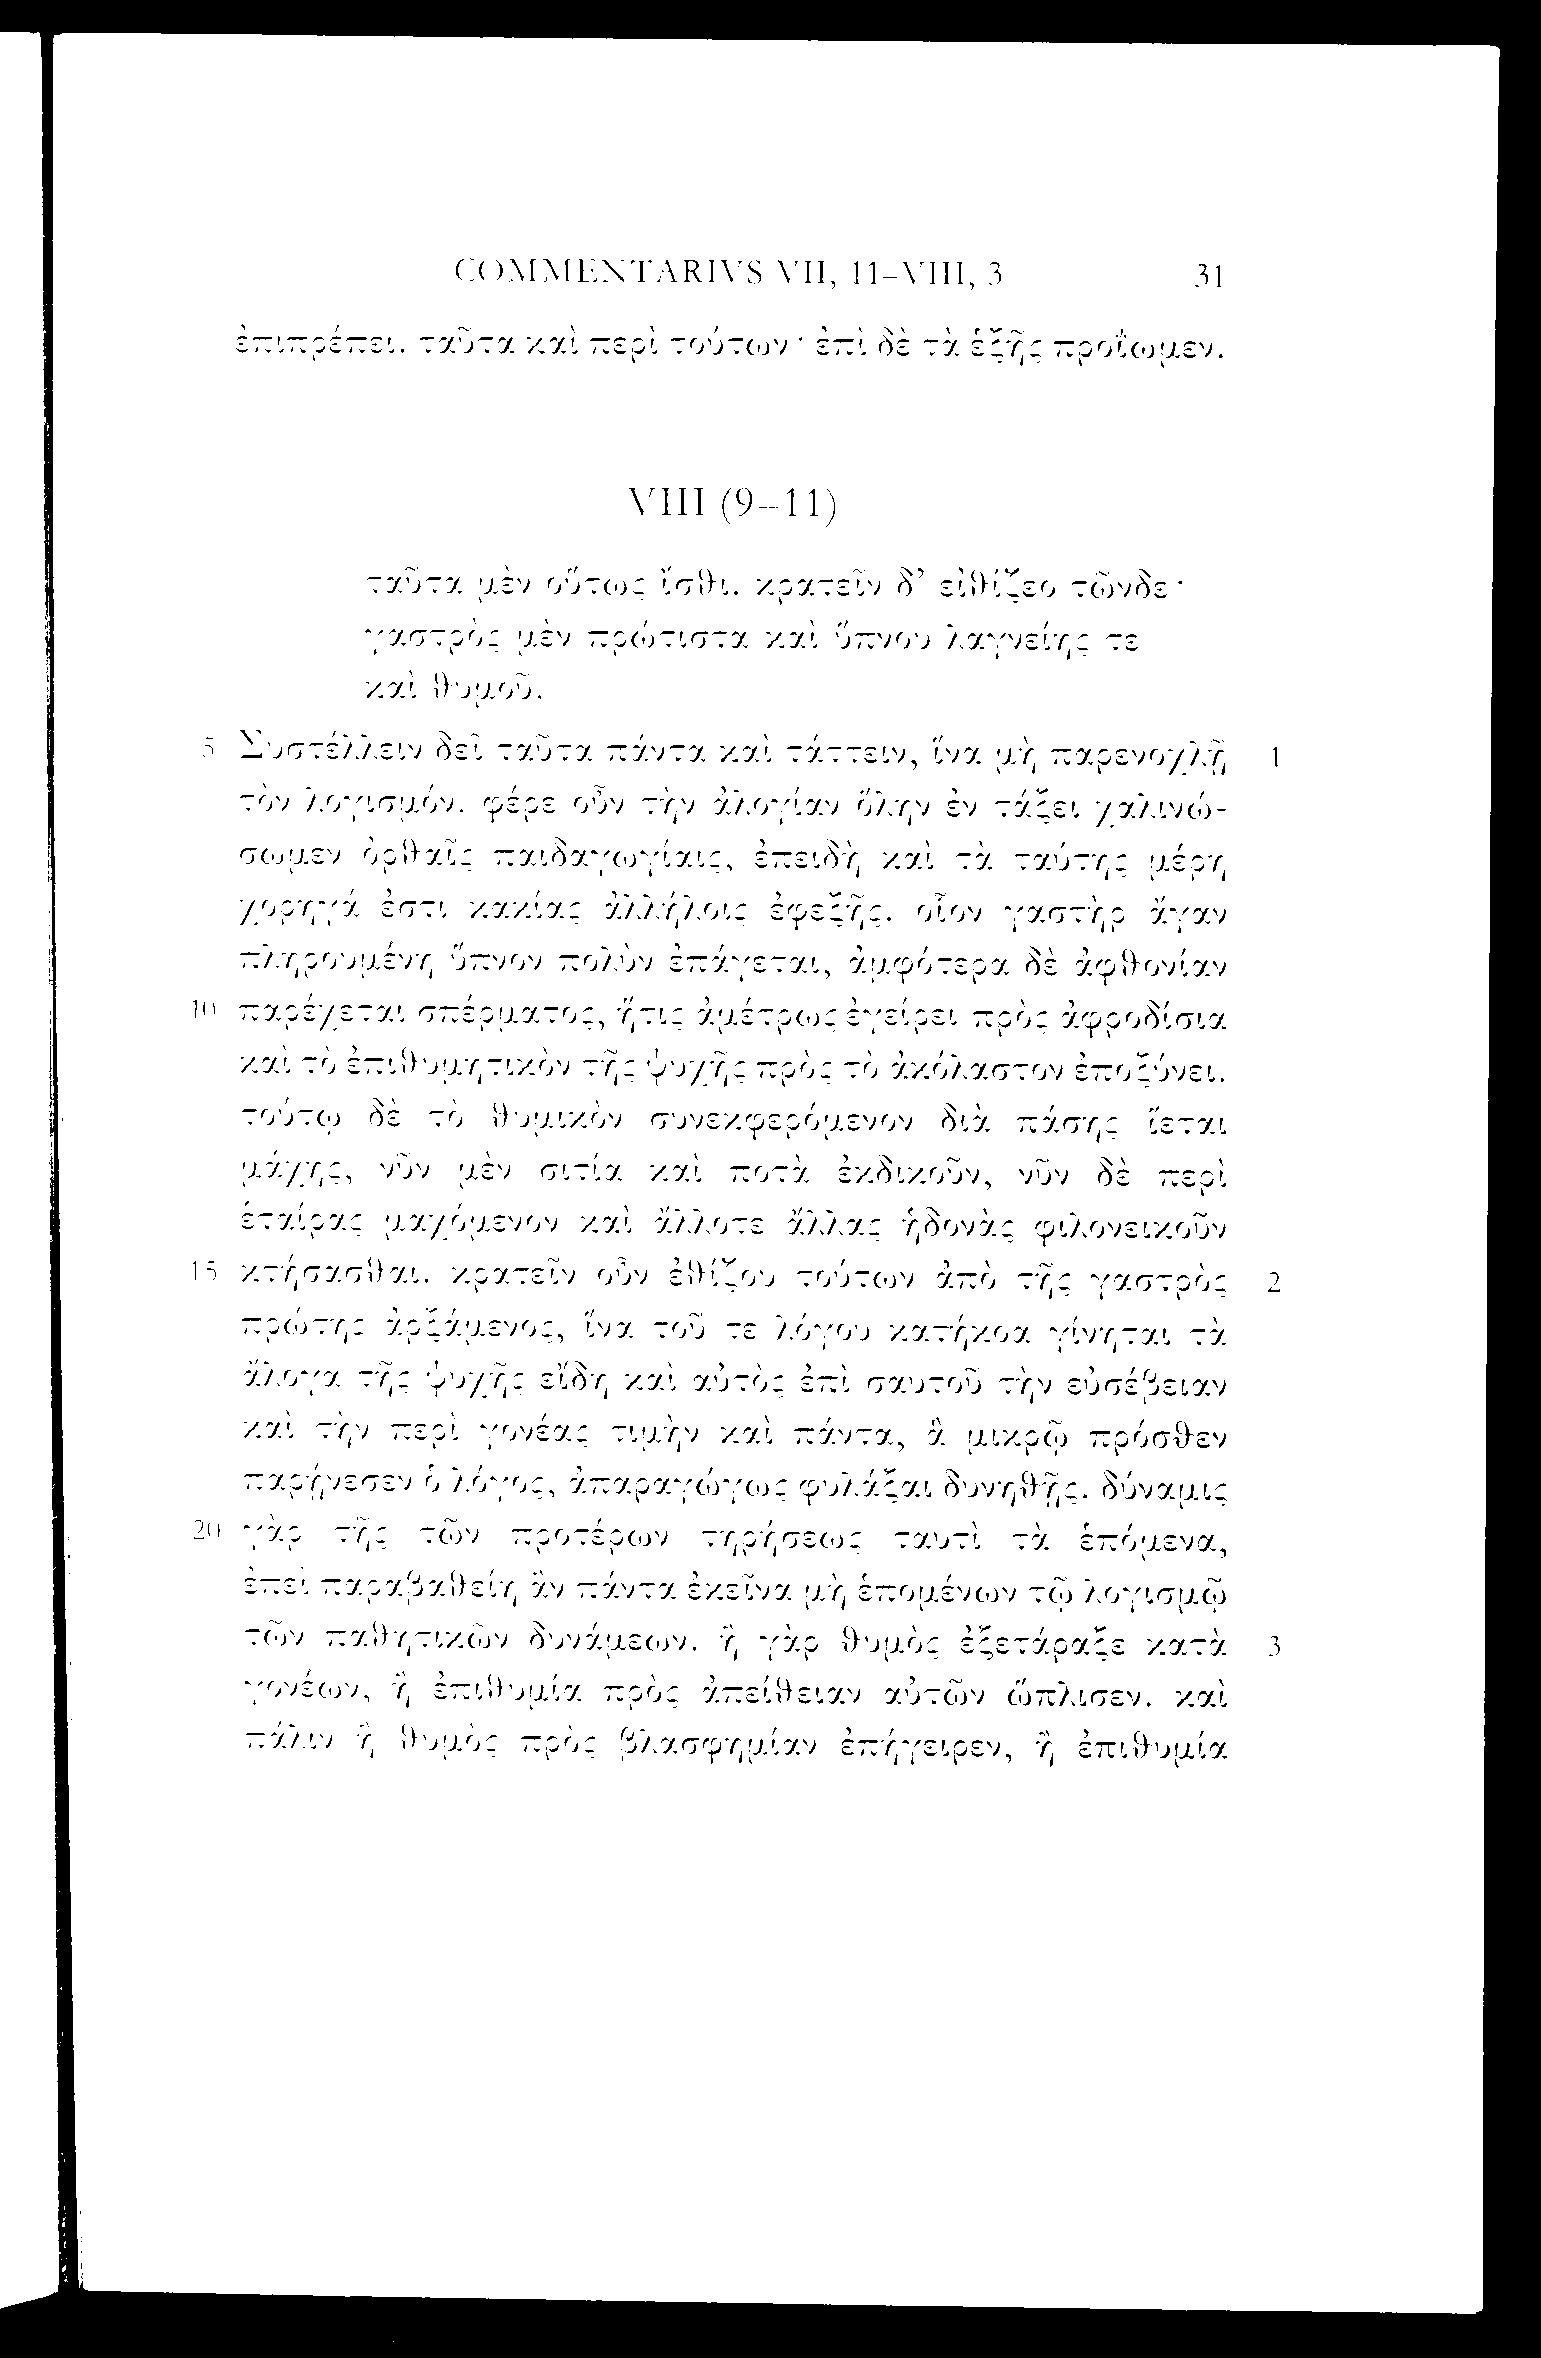 COMMENTARIVS VII, 11–VIII, 3 31
ἐπιπρέπει. ταῦτα καὶ περὶ τούτων· ἐπὶ δὲ τὰ ἑξῆς προΐωμεν.
VIII (9–11)
ταῦτα μὲν οὕτως ἴσθι. κρατεῖν δ’ εἰθίζεο τῶνδε·
γαστρὸς μὲν πρώτιστα καὶ ὕπνου λαγνείης τε
καὶ θυμοῦ.
5 Συστέλλειν δεῖ ταῦτα πάντα καὶ τάττειν, ἵνα μὴ παρενοχλῇ 1
τὸν λογισμόν. φέρε οὖν τὴν ἀλογίαν ὅλην ἐν τάξει χαλινώ-
σωμεν ὀρθαῖς παιδαγωγίαις, ἐπειδὴ καὶ τὰ ταύτης μέρη
χορηγά ἐστι κακίας ἀλλήλοις ἐφεξῆς. οἷον γαστὴρ ἄγαν
πληρουμένη ὕπνον πολὺν ἐπάγεται, ἀμφότερα δὲ ἀφθονίαν
10 παρέχεται σπέρματος, ἥτις ἀμέτρως ἐγείρει πρὸς ἀφροδίσια
καὶ τὸ ἐπιθυμητικὸν τῆς ψυχῆς πρὸς τὸ ἀκόλαστον ἐποξύνει.
τούτῳ δὲ τὸ θυμικὸν συνεκφερόμενον διὰ πάσης ἵεται
μάχης, νῦν μὲν σιτία καὶ ποτὰ ἐκδικοῦν, νῦν δὲ περὶ
ἑταίρας μαχόμενον καὶ ἄλλοτε ἄλλας ἡδονὰς φιλονεικοῦν
15 κτήσασθαι. κρατεῖν οὖν ἐθίζου τούτων ἀπὸ τῆς γαστρὸς 2
πρώτης ἀρξάμενος, ἵνα τοῦ τε λόγου κατήκοα γίνηται τὰ
ἄλογα τῆς ψυχῆς εἴδη καὶ αὐτὸς ἐπὶ σαυτοῦ τὴν εὐσέβειαν
καὶ τὴν περὶ γονέας τιμὴν καὶ πάντα, ἃ μικρῷ πρόσθεν
παρῄνεσεν ὁ λόγος, ἀπαραγώγως φυλάξαι δυνηθῇς. δύναμις
20 γὰρ τῆς τῶν προτέρων τηρήσεως ταυτὶ τὰ ἑπόμενα,
ἐπεὶ παραβαθείη ἂν πάντα ἐκεῖνα μὴ ἑπομένων τῷ λογισμῷ
τῶν παθητικῶν δυνάμεων. ἢ γὰρ θυμὸς ἐξετάραξε κατὰ 3
γονέων, ἢ ἐπιθυμία πρὸς ἀπείθειαν αὐτῶν ὥπλισεν. καὶ
πάλιν ἢ θυμὸς πρὸς βλασφημίαν ἐπήγειρεν, ἢ ἐπιθυμία